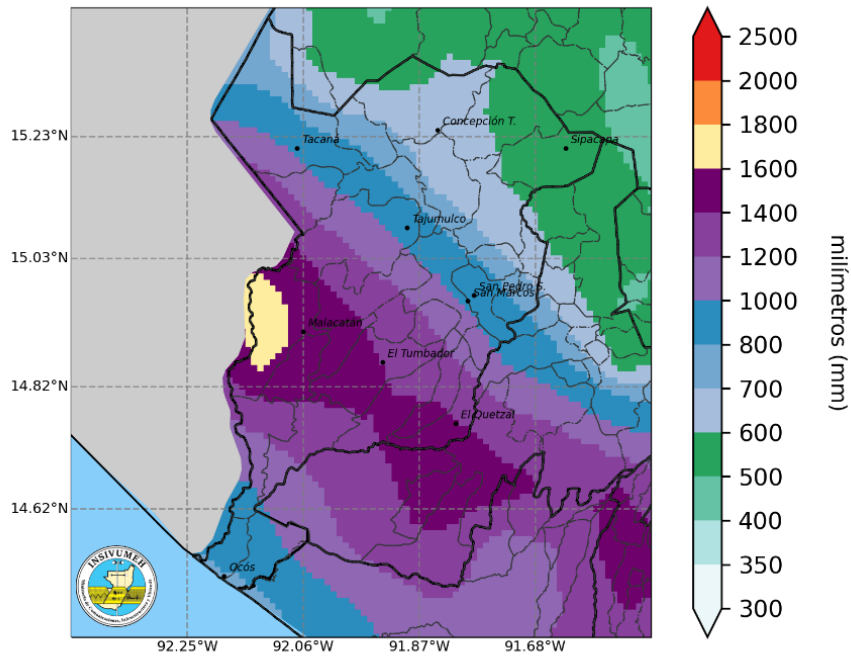 2500
2000
1800
1600
1400
1200
1000
800
700
600
500
400
350
300
milímetros (mm)
15.23°N
15.03°N
14.82°N
14.62°N
92.25°W
92.06°W
91.87°W
91.68°W
Concepción T.
Tacaná
Sipacapa
Tajumulco
San Pedro S.
San Marcos
Malacatán
El Tumbador
El Quetzal
Ocós
INSIVUMEH